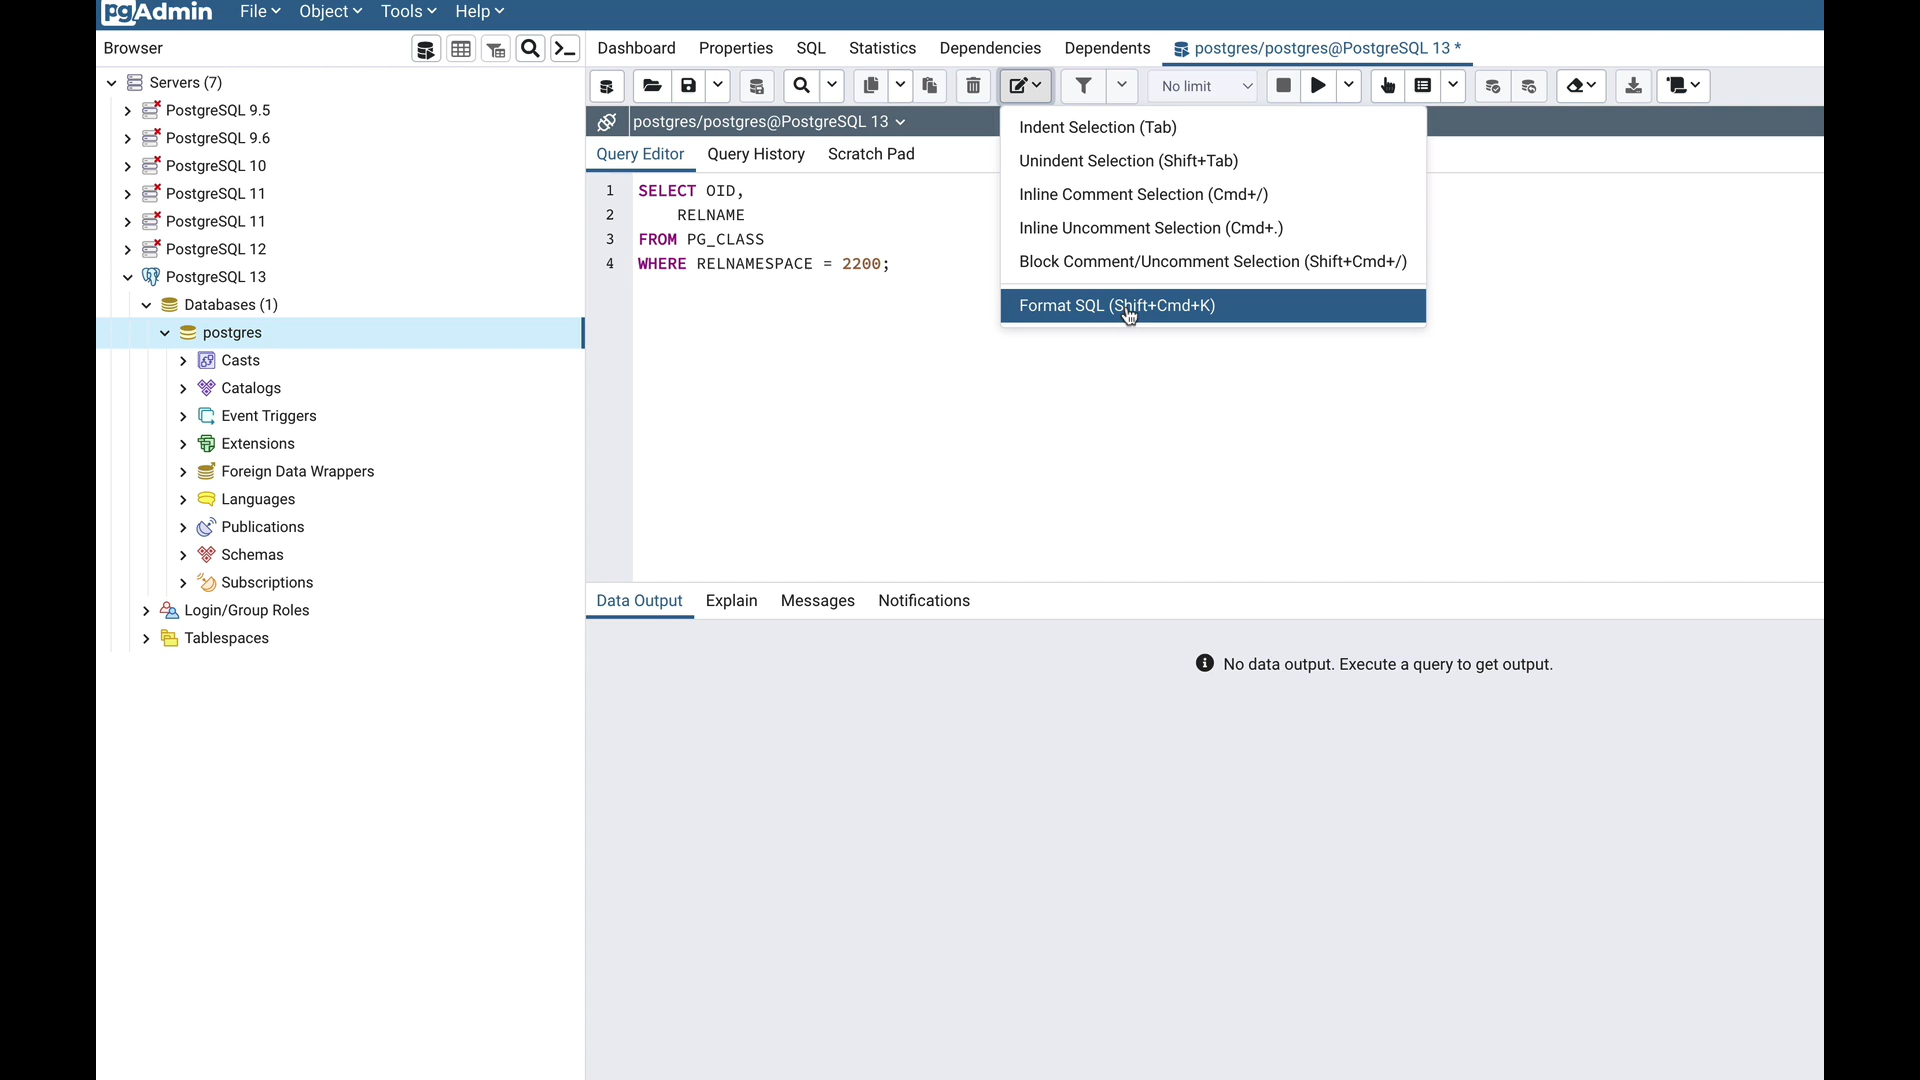 pgAdmin File Object Tools Help
Browser
Dashboard Properties SQL Statistics Dependencies Dependents postgres/postgres@PostgreSQL 13 *
Servers (7)
PostgreSQL 9.5
PostgreSQL 9.6
PostgreSQL 10
PostgreSQL 11
PostgreSQL 11
PostgreSQL 12
PostgreSQL 13
Databases (1)
postgres
Casts
Catalogs
Event Triggers
Extensions
Foreign Data Wrappers
Languages
Publications
Schemas
Subscriptions
Login/Group Roles
Tablespaces
No limit
postgres/postgres@PostgreSQL 13
Query Editor Query History Scratch Pad
1 SELECT OID,
2 RELNAME
3 FROM PG_CLASS
4 WHERE RELNAMESPACE = 2200;
Indent Selection (Tab)
Unindent Selection (Shift+Tab)
Inline Comment Selection (Cmd+/)
Inline Uncomment Selection (Cmd+.)
Block Comment/Uncomment Selection (Shift+Cmd+/)
Format SQL (Shift+Cmd+K)
Data Output Explain Messages Notifications
No data output. Execute a query to get output.